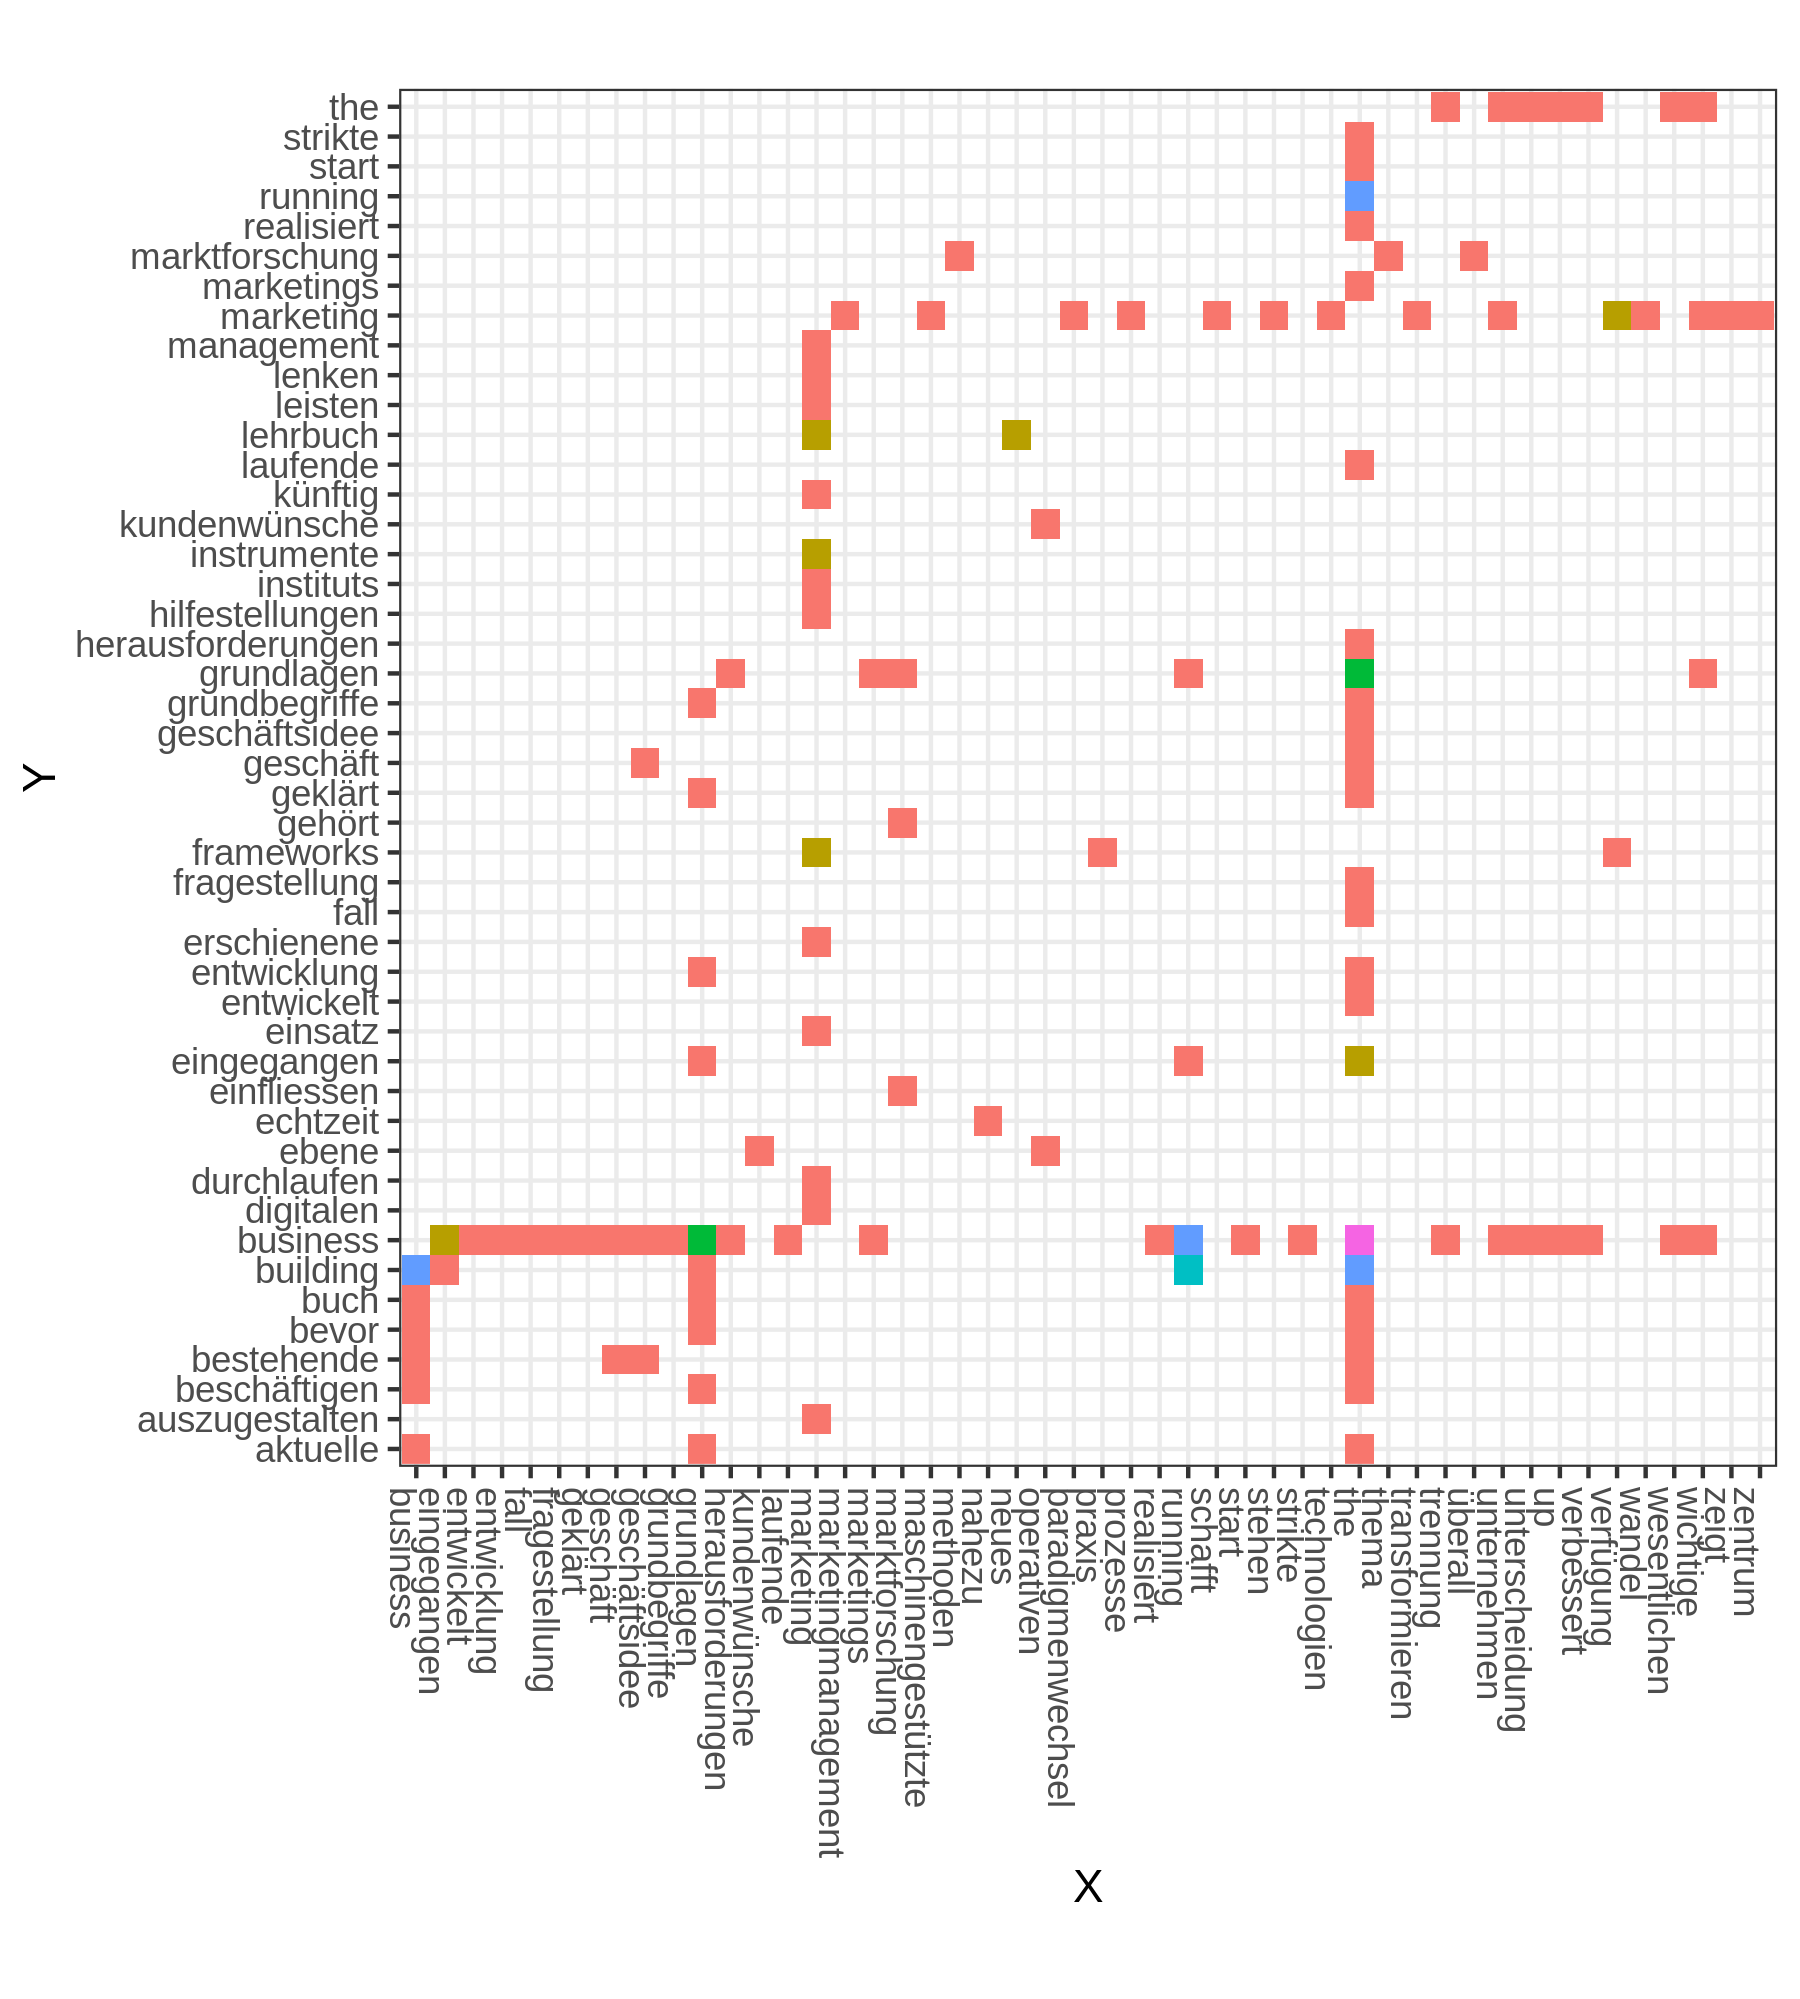 the
strikte
start
running
realisiert
marktforschung
marketings
marketing
management
lenken
leisten
lehrbuch
laufende
künftig
kundenwünsche
instrumente
instituts
hilfestellungen
herausforderungen
grundlagen
grundbegriffe
geschäftsidee
geschäft
geklärt
gehört
frameworks
fragestellung
fall
erschienene
entwicklung
entwickelt
einsatz
eingegangen
einfliessen
echtzeit
ebene
durchlaufen
digitalen
business
building
buch
bevor
bestehende
beschäftigen
auszugestalten
aktuelle
Y
business
eingegangen
entwickelt
entwicklung
fall
fragestellung
geklärt
geschäft
geschäftsidee
grundbegriffe
grundlagen
herausforderungen
kundenwünsche
laufende
marketing
marketingmanagement
marketings
marktforschung
maschinengestützte
methoden
nahezu
neues
operativen
paradigmenwechsel
praxis
prozesse
realisiert
running
schafft
start
stehen
strikte
technologien
the
thema
transformieren
trennung
überall
unternehmen
unterscheidung
up
verbessert
verfügung
wandel
wesentlichen
wichtige
zeigt
zentrum
X